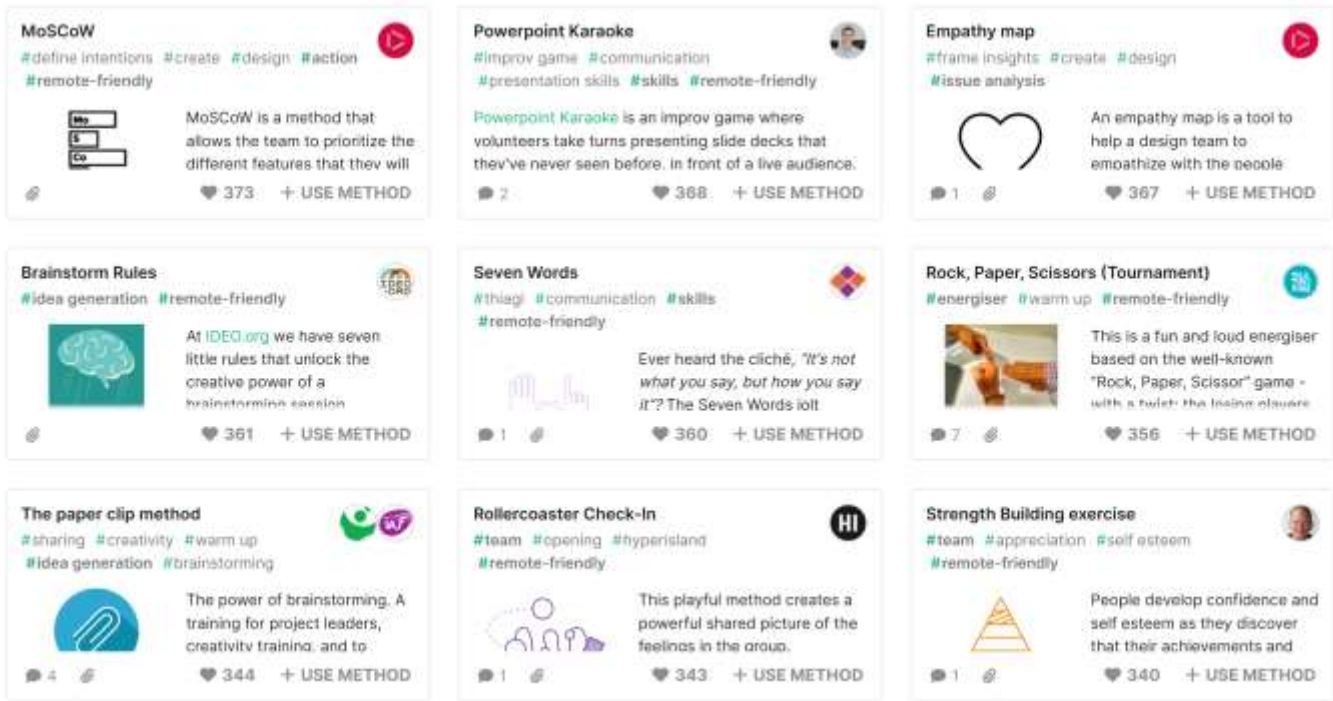 MoSCoW
#define intentions #create #design #action
#remote-friendly
Mo
S
Co
MoSCoW is a method that
allows the team to prioritize the
different features that they will
373 + USE METHOD
Powerpoint Karaoke
#improv game #communication
#presentation skills #skills #remote-friendly
Powerpoint Karaoke is an improv game where
volunteers take turns presenting slide decks that
they've never seen before, in front of a live audience.
2 368 + USE METHOD
Empathy map
#frame insights #create #design
#issue analysis
An empathy map is a tool to
help a design team to
empathize with the people
1 367 + USE METHOD
Brainstorm Rules
#idea generation #remote-friendly
At IDEO.org we have seven
little rules that unlock the
creative power of a
brainstorming session
361 + USE METHOD
Seven Words
#thiagi #communication #skills
#remote-friendly
Ever heard the cliché, "It's not
what you say, but how you say
it"? The Seven Words jolt
1 360 + USE METHOD
Rock, Paper, Scissors (Tournament)
#energiser #warm up #remote-friendly
This is a fun and loud energiser
based on the well-known
"Rock, Paper, Scissor" game -
with a twist: the losing players
7 356 + USE METHOD
The paper clip method
IAF
#sharing #creativity #warm up
#idea generation #brainstorming
The power of brainstorming. A
training for project leaders,
creativity training, and to
4 344 + USE METHOD
Rollercoaster Check-In
HI
#team #opening #hyperisland
#remote-friendly
This playful method creates a
powerful shared picture of the
feelings in the group.
1 343 + USE METHOD
Strength Building exercise
#team #appreciation #self esteem
#remote-friendly
People develop confidence and
self esteem as they discover
that their achievements and
1 340 + USE METHOD